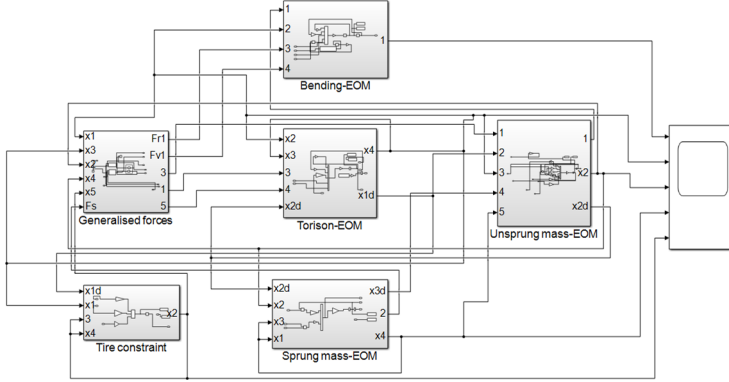 1
2
3
4
1
Bending-EOM
x1
x3
x2
x4
x5
Fs
Fr1
Fv1
3
1
5
Generalised forces
x2
x3
3
4
x2d
x4
x1d
Torison-EOM
1
2
3
4
5
1
x2
x2d
Unsprung mass-EOM
x1d
x1
3
x4
x2
Tire constraint
x2d
x2
x3
x1
x3d
2
x4
Sprung mass-EOM